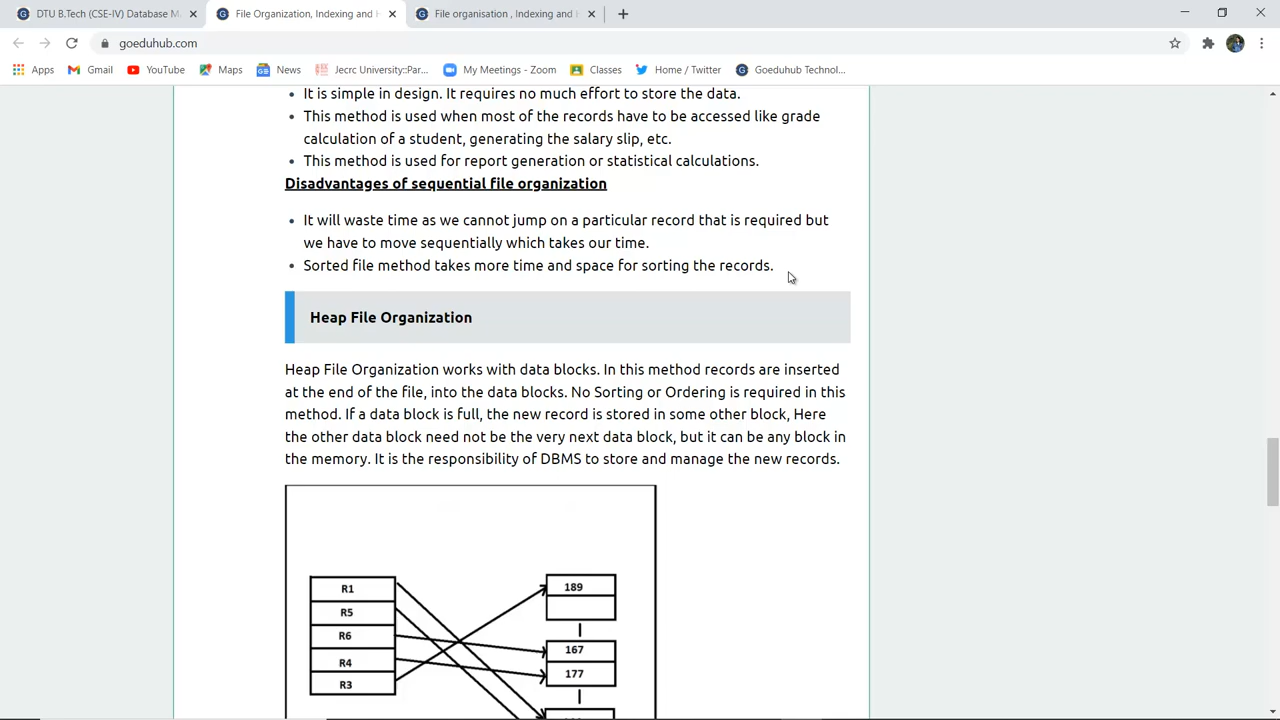 DTU B.Tech (CSE-IV) Database M
File Organization, Indexing and H
File organisation , Indexing and H
goeduhub.com
Apps
Gmail
YouTube
Maps
News
Jecrc University::Par...
My Meetings - Zoom
Classes
Home / Twitter
Goeduhub Technol...
It is simple in design. It requires no much effort to store the data.
This method is used when most of the records have to be accessed like grade
calculation of a student, generating the salary slip, etc.
This method is used for report generation or statistical calculations.
Disadvantages of sequential file organization
It will waste time as we cannot jump on a particular record that is required but
we have to move sequentially which takes our time.
Sorted file method takes more time and space for sorting the records.
Heap File Organization
Heap File Organization works with data blocks. In this method records are inserted
at the end of the file, into the data blocks. No Sorting or Ordering is required in this
method. If a data block is full, the new record is stored in some other block, Here
the other data block need not be the very next data block, but it can be any block in
the memory. It is the responsibility of DBMS to store and manage the new records.
R1
R5
R6
R4
R3
189
167
177